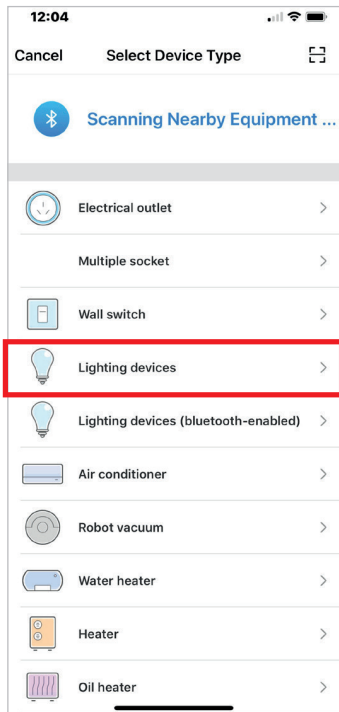 12:04
Cancel Select Device Type
Scanning Nearby Equipment ...
Electrical outlet
Multiple socket
Wall switch
Lighting devices
Lighting devices (bluetooth-enabled)
Air conditioner
Robot vacuum
Water heater
Heater
Oil heater